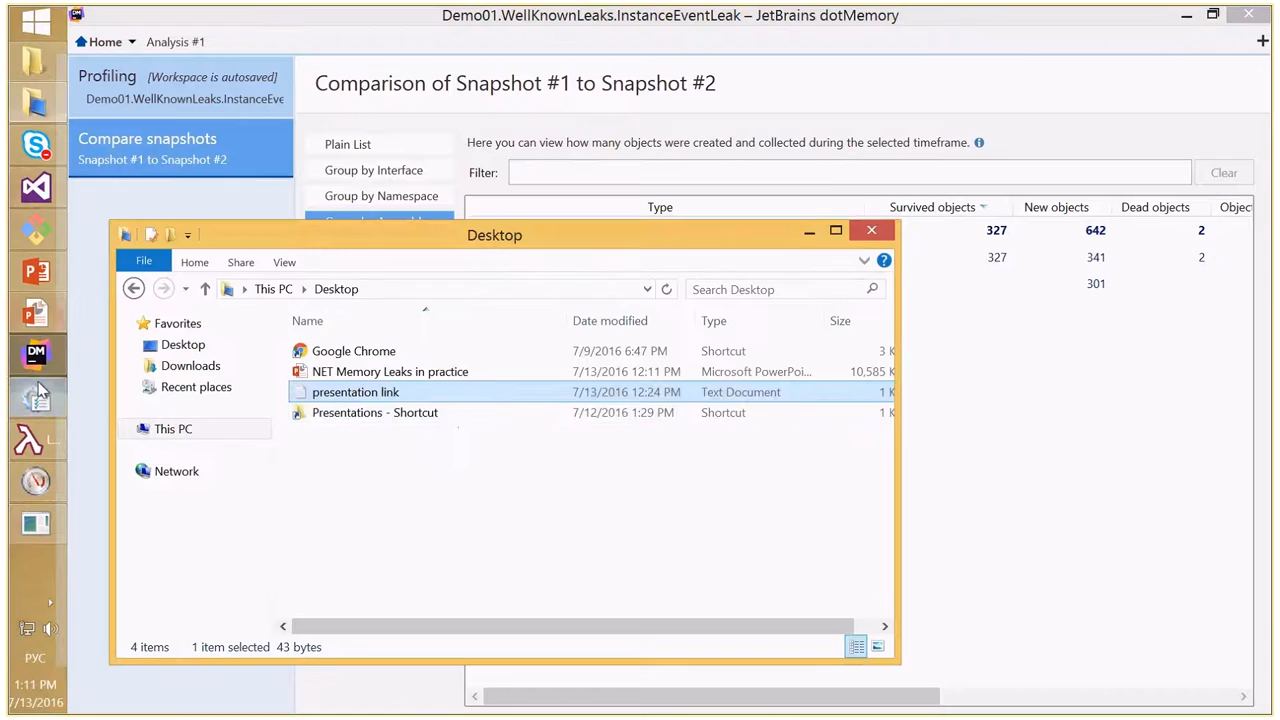 Demo01.WellKnownLeaks.InstanceEventLeak – JetBrains dotMemory
Home
Analysis #1
Profiling [Workspace is autosaved]
Demo01.WellKnownLeaks.InstanceEve
Compare snapshots
Snapshot #1 to Snapshot #2
Comparison of Snapshot #1 to Snapshot #2
Plain List
Group by Interface
Group by Namespace
Here you can view how many objects were created and collected during the selected timeframe.
Filter:
Clear
Type Survived objects New objects Dead objects Objec
327 642 2
327 341 2
301
Desktop
File Home Share View
This PC Desktop
Search Desktop
Name Date modified Type Size
Favorites
Desktop
Downloads
Recent places
This PC
Network
Google Chrome 7/9/2016 6:47 PM Shortcut 3 K
NET Memory Leaks in practice 7/13/2016 12:11 PM Microsoft PowerPoi... 10,585 K
presentation link 7/13/2016 12:24 PM Text Document 1 K
Presentations - Shortcut 7/12/2016 1:29 PM Shortcut 1 K
4 items 1 item selected 43 bytes
DM
РУС
1:11 PM
7/13/2016